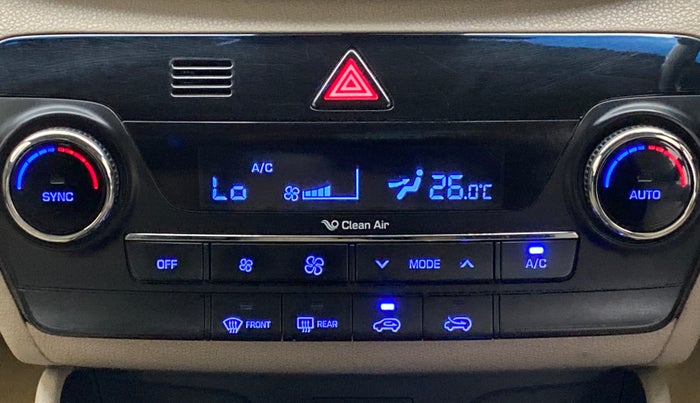 A/C
Lo
26.0°C
SYNC
AUTO
Clean Air
OFF
MODE
A/C
FRONT
REAR